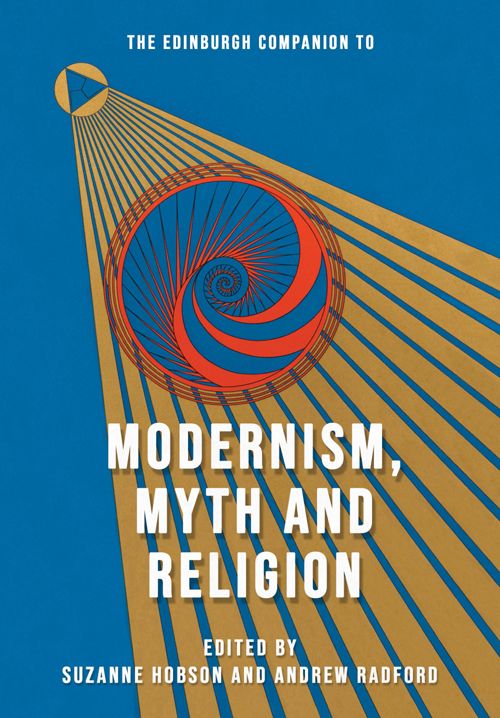 THE EDINBURGH COMPANION TO
MODERNISM,
MYTH AND
RELIGION
EDITED BY
SUZANNE HOBSON AND ANDREW RADFORD